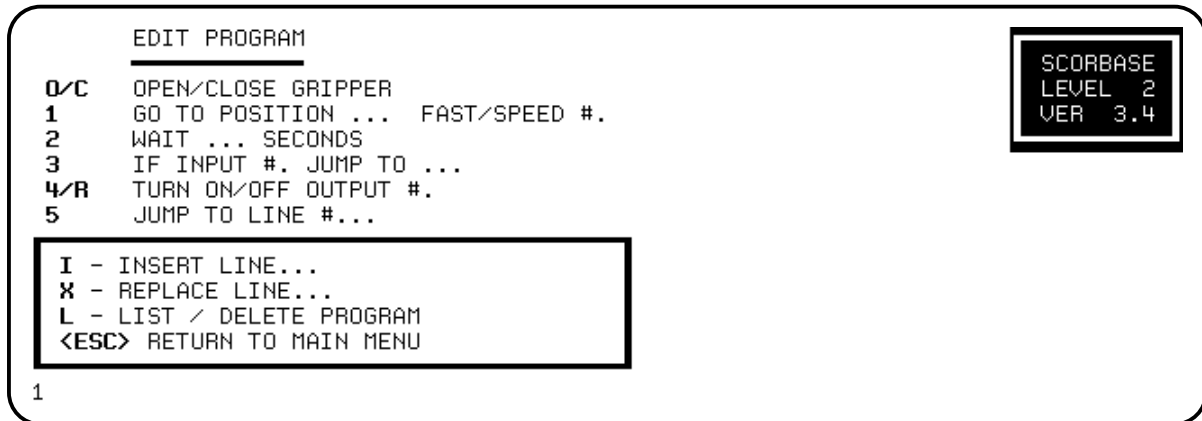 EDIT PROGRAM
O/C OPEN/CLOSE GRIPPER
1 GO TO POSITION ... FAST/SPEED #.
2 WAIT ... SECONDS
3 IF INPUT #. JUMP TO ...
4/R TURN ON/OFF OUTPUT #.
5 JUMP TO LINE #...
I - INSERT LINE...
X - REPLACE LINE...
L - LIST / DELETE PROGRAM
<ESC> RETURN TO MAIN MENU
1
SCORBASE
LEVEL 2
VER 3.4